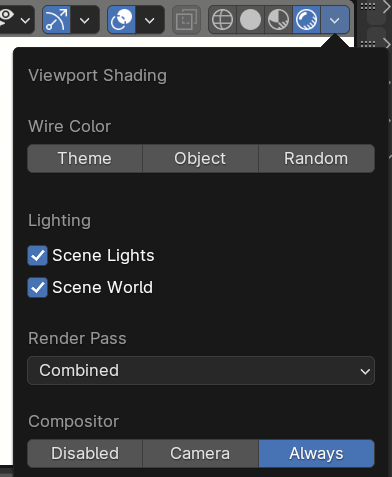 Viewport Shading
Wire Color
Theme Object Random
Lighting
Scene Lights
Scene World
Render Pass
Combined
Compositor
Disabled Camera Always